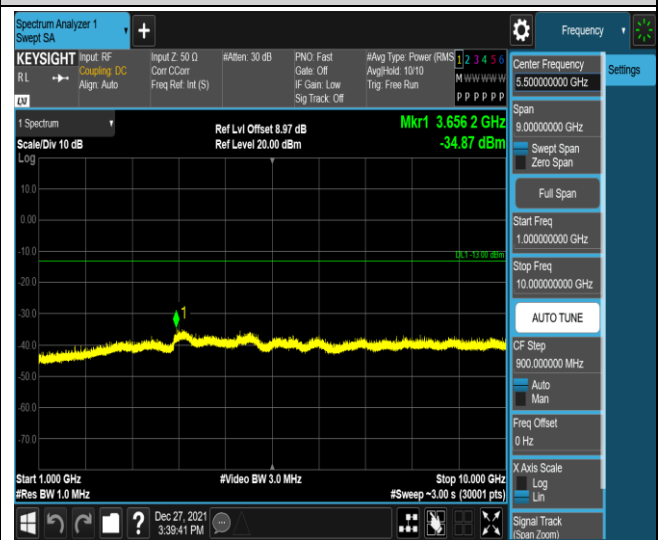 Spectrum Analyzer 1
Swept SA
Frequency
KEYSIGHT
Input: RF
Coupling: DC
Align: Auto
Input Z: 50 Ω
Corr CCorr
Freq Ref: Int (S)
#Atten: 30 dB
PNO: Fast
Gate: Off
IF Gain: Low
Sig Track: Off
#Avg Type: Power (RMS
Avg|Hold: 10/10
Trig: Free Run
1 2 3 4 5 6
M W W W W W
P P P P P P
RL
LXI
Center Frequency
5.500000000 GHz
Settings
Span
9.00000000 GHz
Swept Span
Zero Span
Full Span
Start Freq
1.000000000 GHz
Stop Freq
10.000000000 GHz
AUTO TUNE
CF Step
900.000000 MHz
Auto
Man
Freq Offset
0 Hz
X Axis Scale
Log
Lin
Signal Track
(Span Zoom)
1 Spectrum
Scale/Div 10 dB
Ref Lvl Offset 8.97 dB
Ref Level 20.00 dBm
Mkr1 3.656 2 GHz
-34.87 dBm
Log
10.0
0.00
-10.0
DL1 -13.00 dBm
-20.0
-30.0
1
-40.0
-50.0
-60.0
-70.0
Start 1.000 GHz
#Video BW 3.0 MHz
Stop 10.000 GHz
#Res BW 1.0 MHz
#Sweep ~3.00 s (30001 pts)
?
Dec 27, 2021
3:39:41 PM